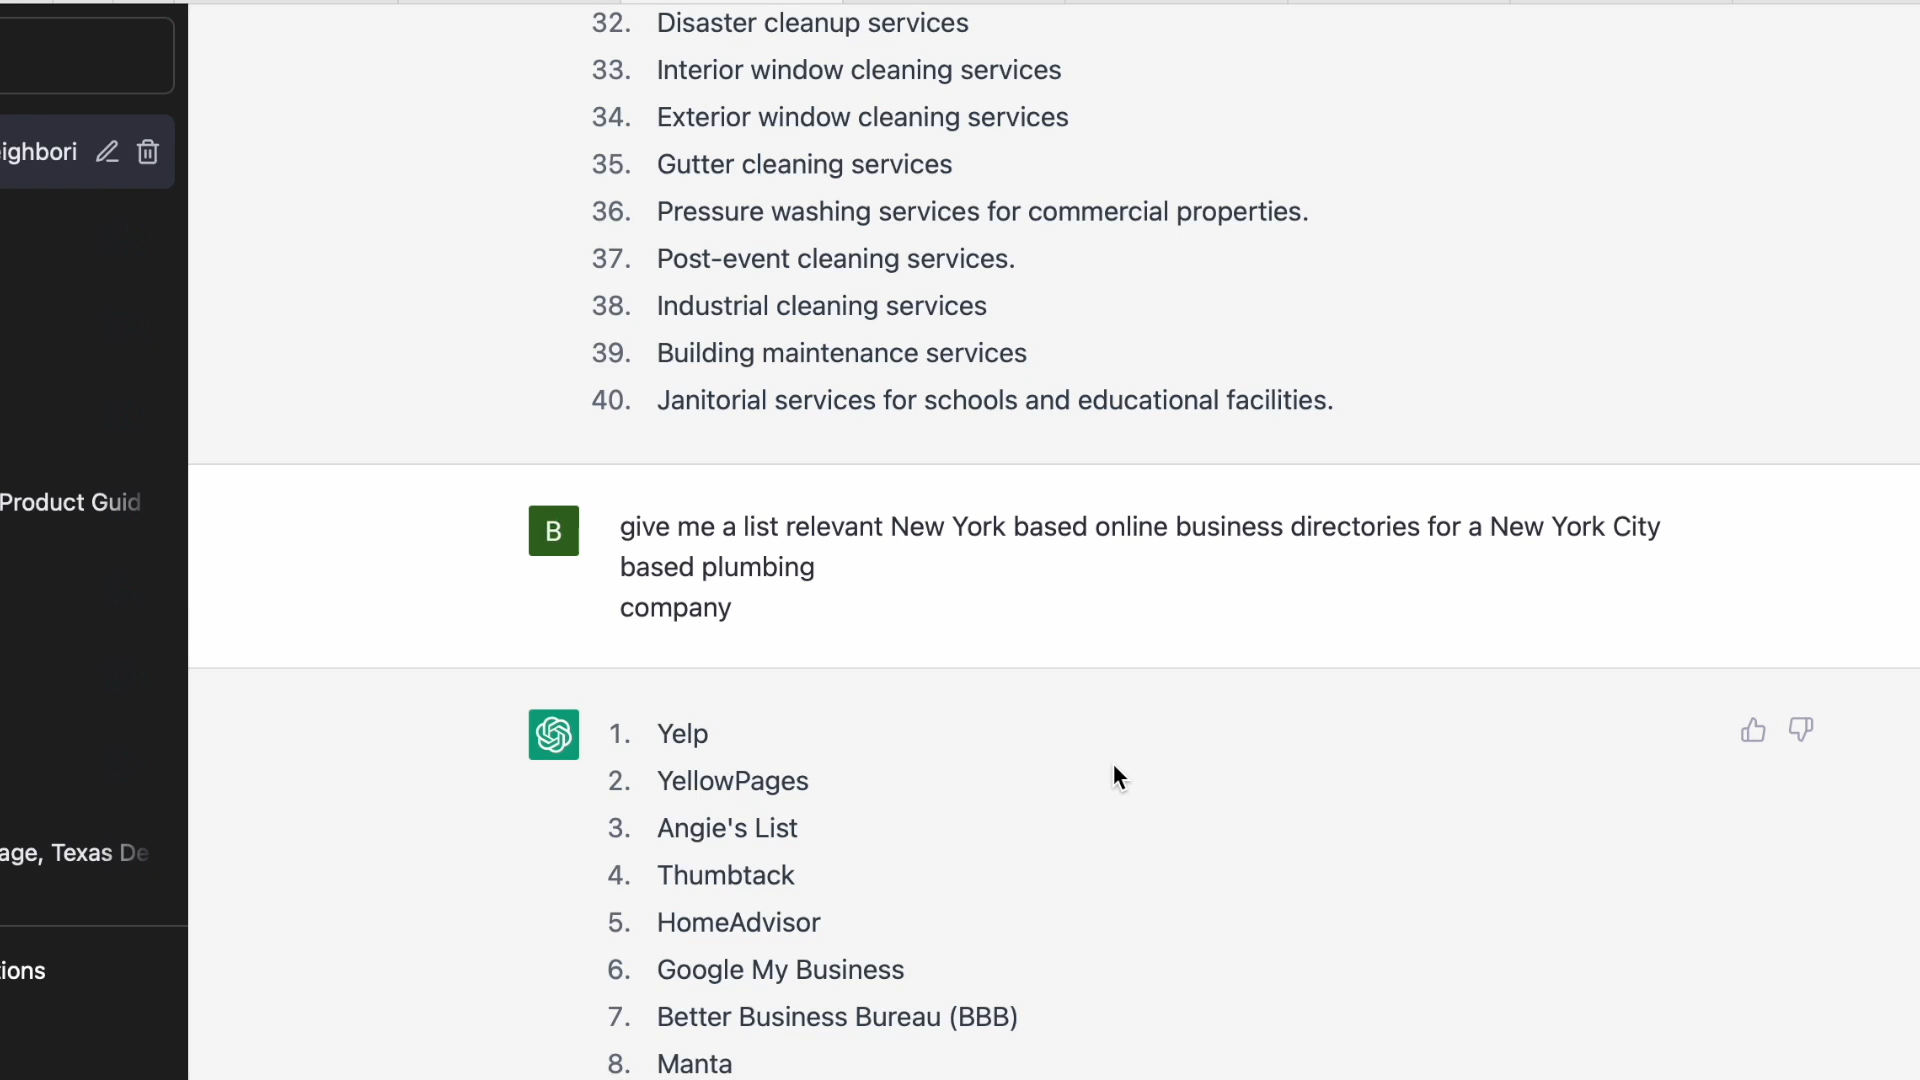 32. Disaster cleanup services
33. Interior window cleaning services
ighbori
34. Exterior window cleaning services
35. Gutter cleaning services
36. Pressure washing services for commercial properties.
37. Post-event cleaning services.
38. Industrial cleaning services
39. Building maintenance services
40. Janitorial services for schools and educational facilities.
Product Guid
B
give me a list relevant New York based online business directories for a New York City
based plumbing
company
1. Yelp
2. YellowPages
3. Angie's List
age, Texas De
4. Thumbtack
5. HomeAdvisor
ions
6. Google My Business
7. Better Business Bureau (BBB)
8. Manta